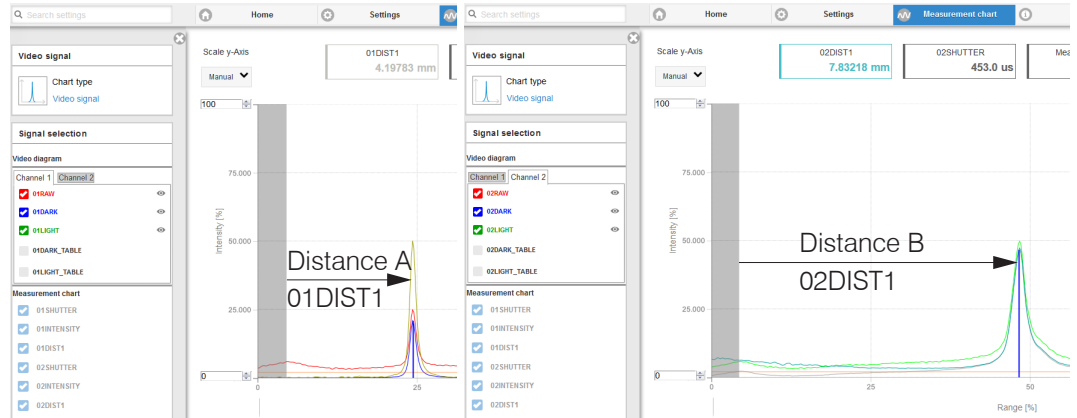 Search settings
Home
Settings
Video signal
Chart type
Video signal
Signal selection
Video diagram
Channel 1 Channel 2
01RAW
01DARK
01LIGHT
01DARK_TABLE
01LIGHT_TABLE
Measurement chart
01SHUTTER
01INTENSITY
01DIST1
02SHUTTER
02INTENSITY
02DIST1
Scale y-Axis
Manual
01DIST1
4.19783 mm
100
75.000
50.000
25.000
0
Intensity [%]
0
25
Distance A
01DIST1
Search settings
Home
Settings
Measurement chart
Video signal
Chart type
Video signal
Signal selection
Video diagram
Channel 1 Channel 2
02RAW
02DARK
02LIGHT
02DARK_TABLE
02LIGHT_TABLE
Measurement chart
01SHUTTER
01INTENSITY
01DIST1
02SHUTTER
02INTENSITY
02DIST1
Scale y-Axis
Manual
02DIST1
7.83218 mm
02SHUTTER
453.0 us
Mea
100
75.000
50.000
25.000
0
Intensity [%]
0
25
50
Range [%]
Distance B
02DIST1